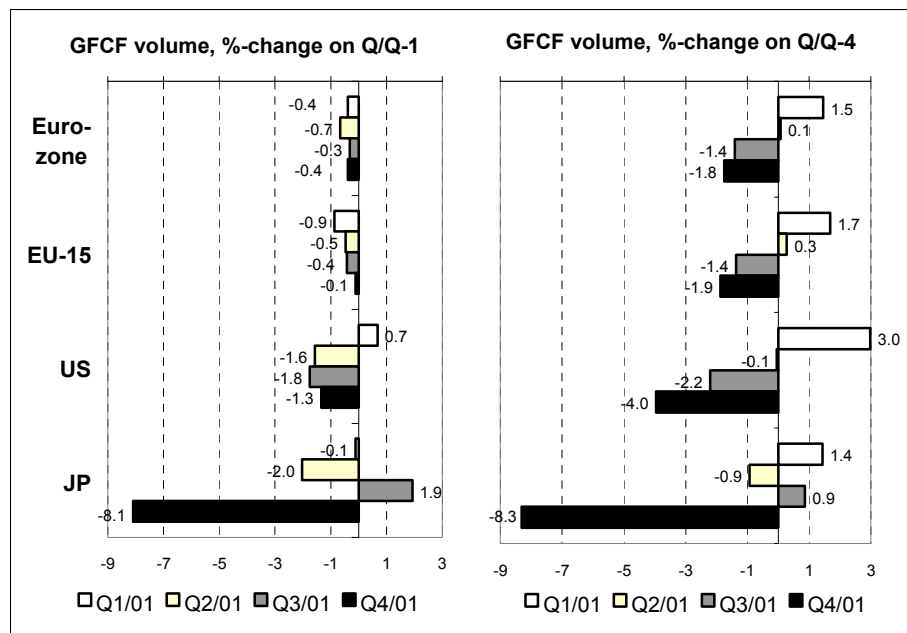 GFCF volume, %-change on Q/Q-1
Euro-
zone
EU-15
US
JP
-0.4
-0.7
-0.3
-0.4
-0.9
-0.5
-0.4
-0.1
0.7
-1.6
-1.8
-1.3
-0.1
-2.0
1.9
-8.1
-9 -7 -5 -3 -1 1 3
Q1/01 Q2/01 Q3/01 Q4/01
GFCF volume, %-change on Q/Q-4
1.5
0.1
-1.4
-1.8
1.7
0.3
-1.4
-1.9
3.0
-0.1
-2.2
-4.0
1.4
-0.9
0.9
-8.3
-9 -7 -5 -3 -1 1 3
Q1/01 Q2/01 Q3/01 Q4/01